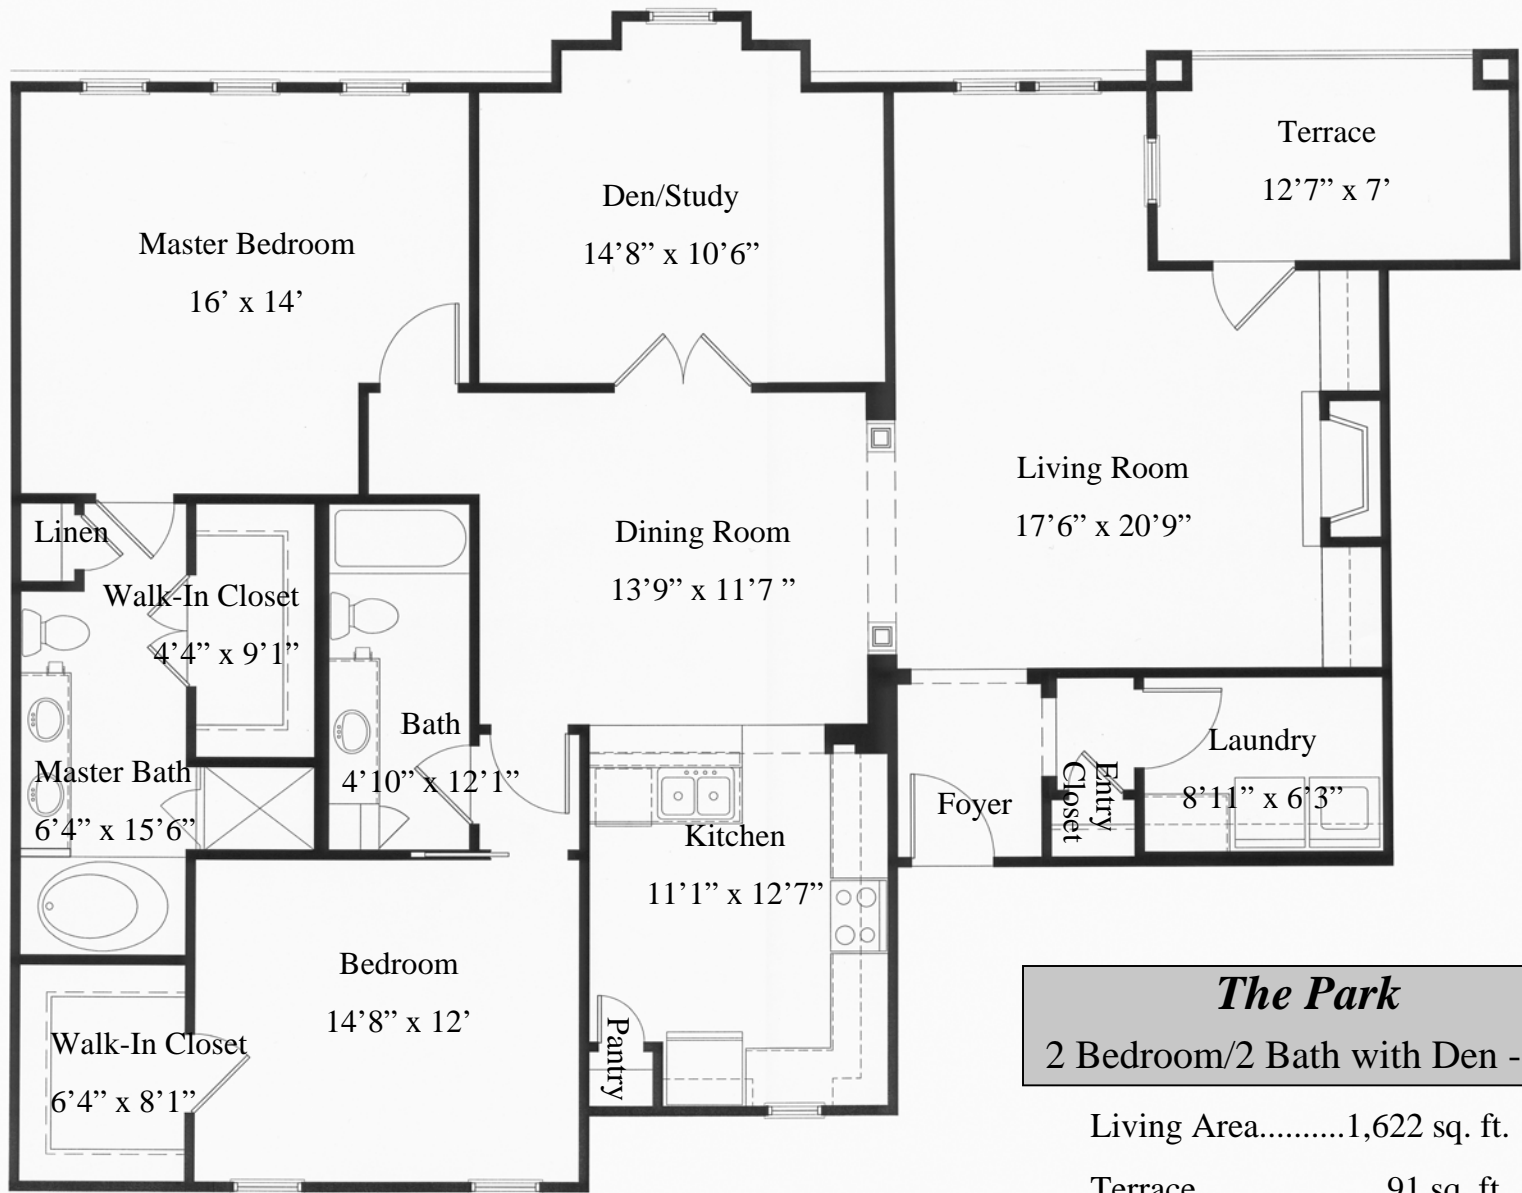 Terrace
12'7” x 7'
Den/Study
14'8” x 10'6”
Master Bedroom
16’ x 14’
Living Room
17'6” x 20'9”
Linen
Dining Room
13'9” x 11'7 ”
Walk-In Closet
4'4” x 9'1”
Bath
4'10” x 12'1”
Master Bath
6'4” x 15'6”
Laundry
8'11” x 6'3”
Entry
Closet
Foyer
Kitchen
11'1” x 12'7”
Bedroom
14'8” x 12'
Pantry
Walk-In Closet
6'4” x 8'1”
The Park
2 Bedroom/2 Bath with Den -
Living Area..........1,622 sq. ft.
Terrace 91 sq. ft.